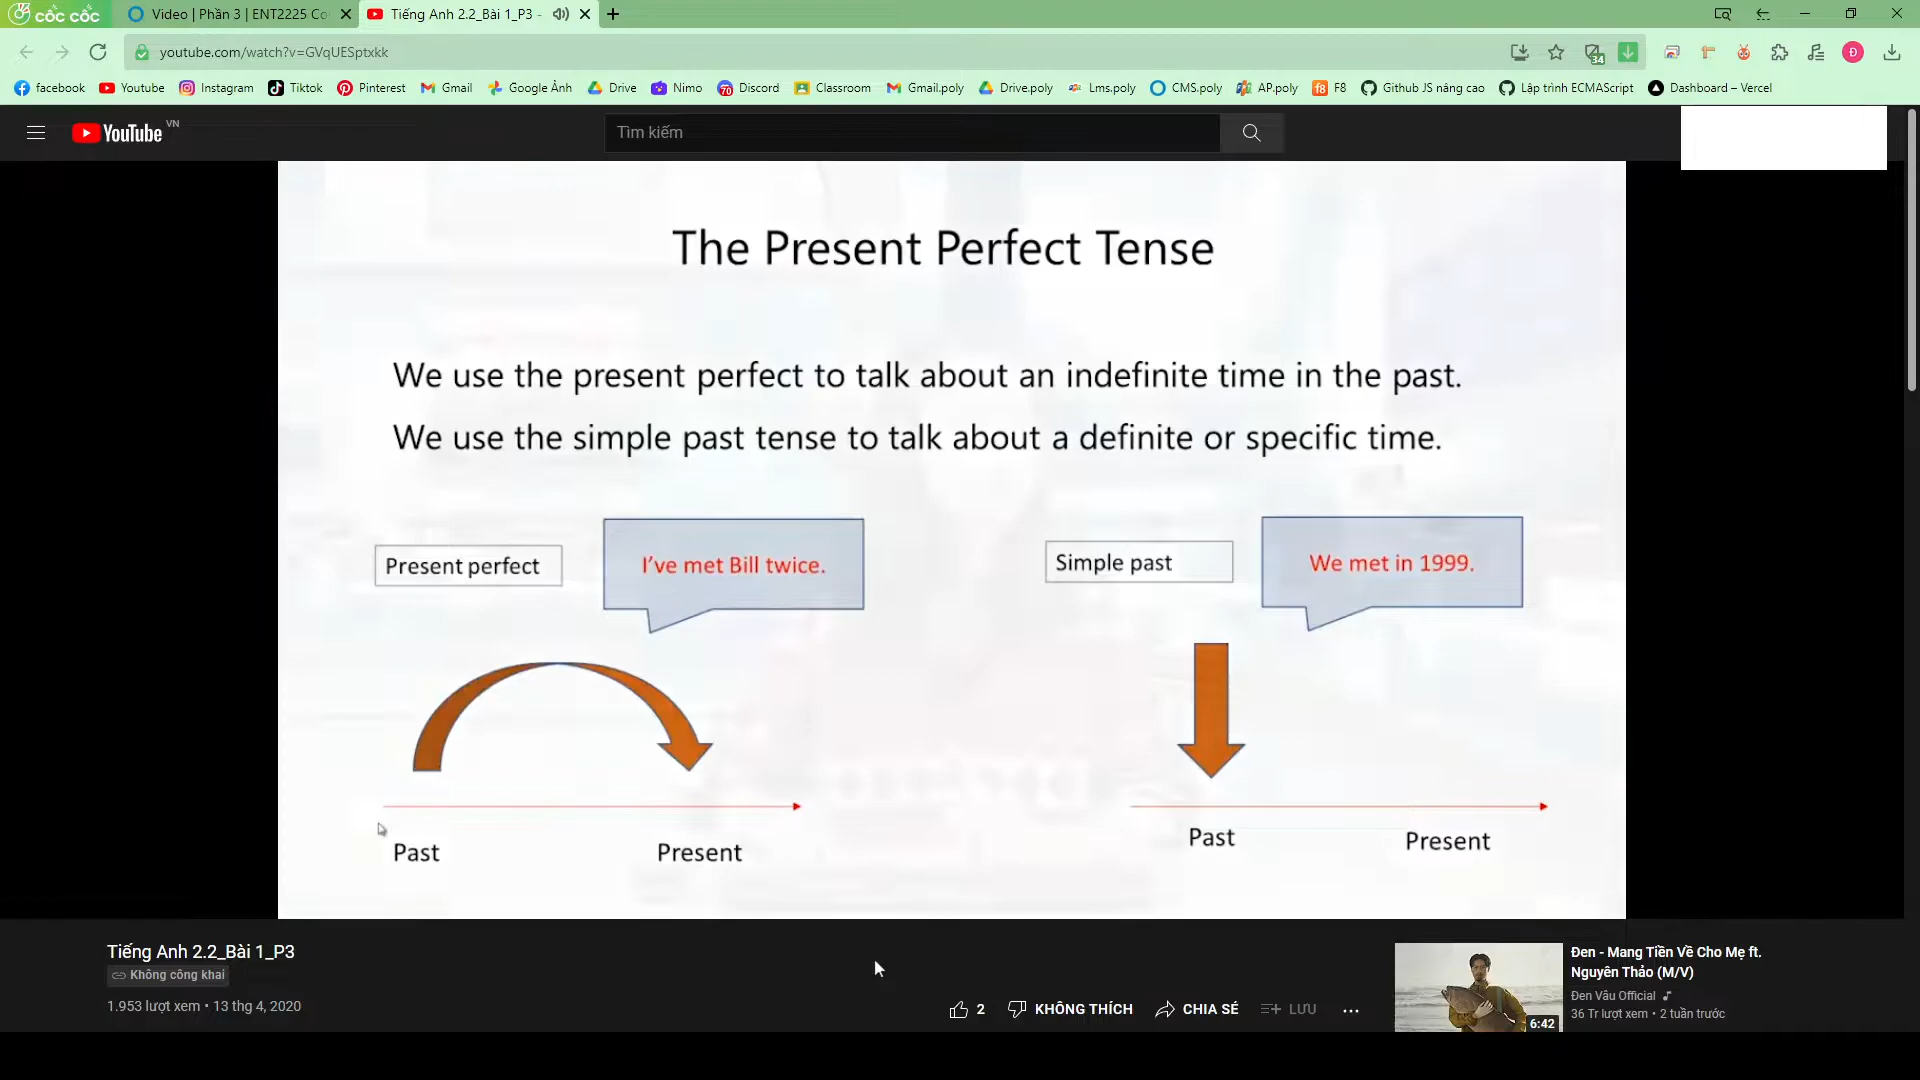 cốc cốc
Video | Phần 3 | ENT2225 Co
Tiếng Anh 2.2_Bài 1_P3 -
youtube.com/watch?v=GVqUESptxkk
34
Đ
facebook
Youtube
Instagram
Tiktok
Pinterest
Gmail
Google Ảnh
Drive
Nimo
Discord
Classroom
Gmail.poly
Drive.poly
Lms.poly
CMS.poly
AP.poly
F8
Github JS nâng cao
Lập trình ECMAScript
Dashboard – Vercel
YouTube VN
Tìm kiếm
The Present Perfect Tense
We use the present perfect to talk about an indefinite time in the past.
We use the simple past tense to talk about a definite or specific time.
Present perfect
I've met Bill twice.
Simple past
We met in 1999.
Past
Present
Past
Present
Tiếng Anh 2.2_Bài 1_P3
Không công khai
1.953 lượt xem • 13 thg 4, 2020
2
KHÔNG THÍCH
CHIA SẺ
LƯU
6:42
Đen - Mang Tiền Về Cho Mẹ ft.
Nguyên Thảo (M/V)
Đen Vâu Official
36 Tr lượt xem • 2 tuần trước